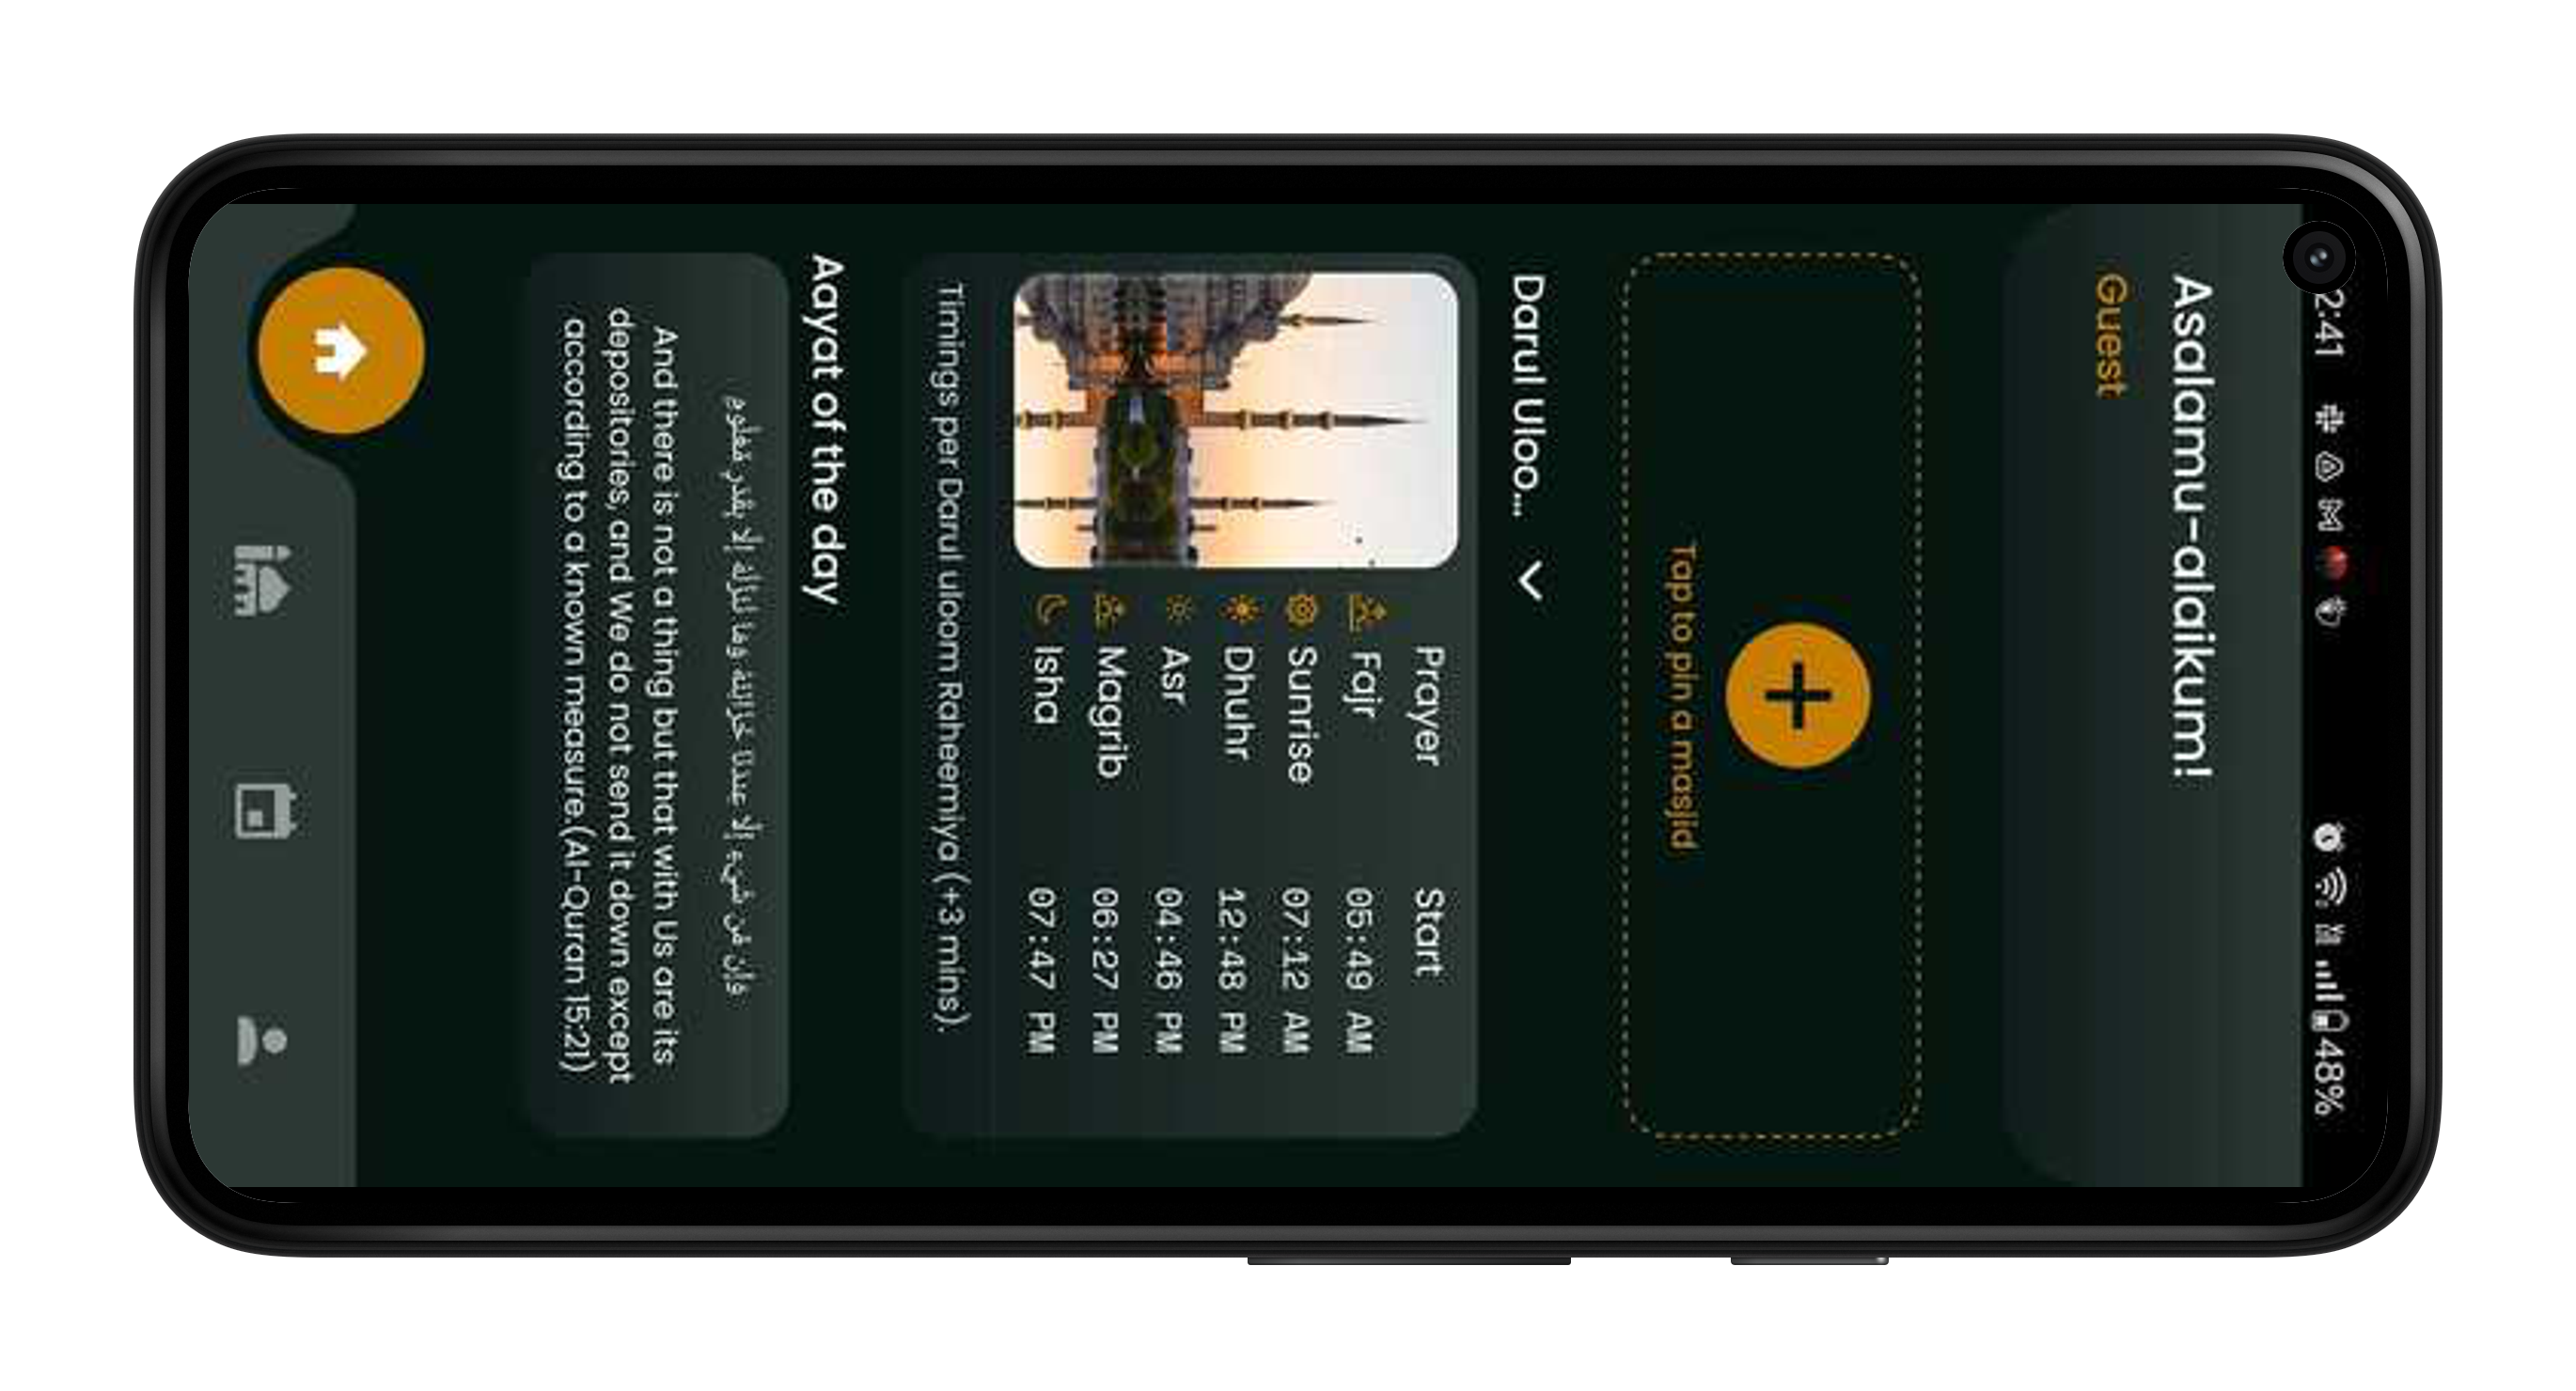 2:41
48%
Asalamu-alaikum!
Guest
Tap to pin a masjid
Darul Uloo...
Prayer Start
Fajr 05:49 AM
Sunrise 07:12 AM
Dhuhr 12:48 PM
Asr 04:46 PM
Magrib 06:27 PM
Isha 07:47 PM
Timings per Darul uloom Raheemiya (+3 mins).
Aayat of the day
وَإِن مِّن شَىْءٍ إِلَّا عِندَنَا خَزَآئِنُهُ وَمَا نُنَزِّلُهُ إِلَّا بِقَدَرٍ مَّعْلُومٍ
And there is not a thing but that with Us are its
depositories, and We do not send it down except
according to a known measure.(Al-Quran 15:21)